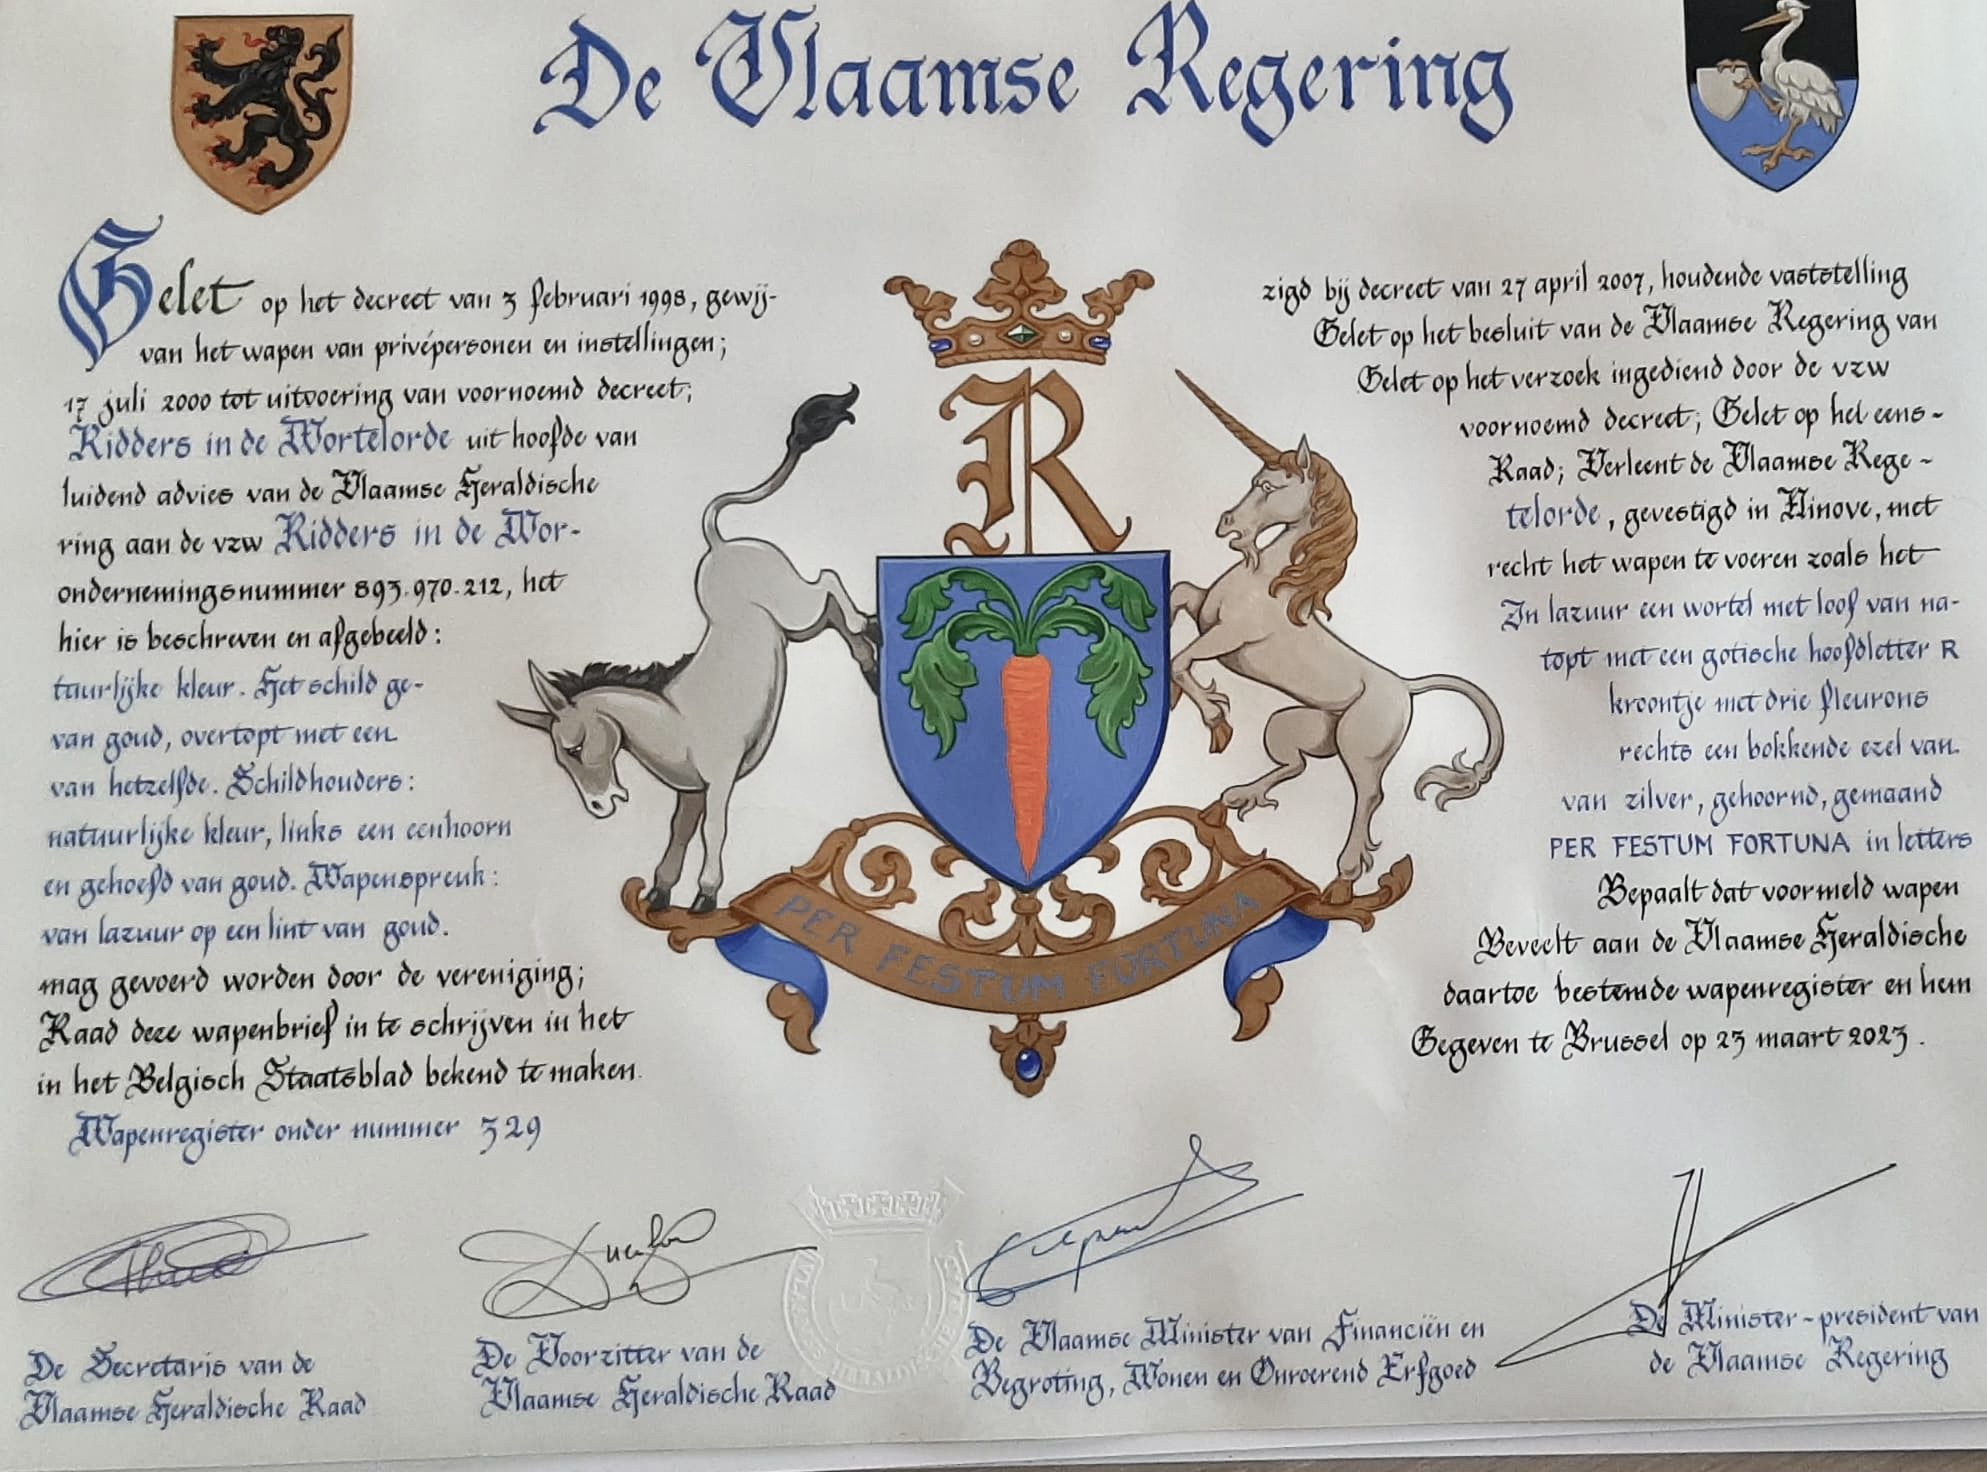 De Vlaamse Regering
Gelet op het decreet van 3 februari 1998, gewij-
zigd bij decreet van 27 april 2007, houdende vaststelling
van het wapen van privépersonen en instellingen;
Gelet op het besluit van de Vlaamse Regering van
17 juli 2000 tot uitvoering van voornoemd decreet;
Gelet op het verzoek ingediend door de vzw
Ridders in de Wortelorde uit hoofde van
voornoemd decreet; Gelet op het eens-
luidend advies van de Vlaamse Heraldische
Raad; Verleent de Vlaamse Rege-
ring aan de vzw Ridders in de Wor-
telorde, gevestigd in Ninove, met
ondernemingsnummer 893.970.212, het
recht het wapen te voeren zoals het
hier is beschreven en afgebeeld:
In lazuur een wortel met loof van na-
tuurlijke kleur. Het schild ge-
topt met een gotische hoofdletter R
van goud, overtopt met een
kroontje met drie fleurons
van hetzelfde. Schildhouders:
rechts een bokkende ezel van
natuurlijke kleur, links een eenhoorn
van zilver, gehoornd, gemaand
en gehoefd van goud. Wapenspreuk:
PER FESTUM FORTUNA in letters
van lazuur op een lint van goud.
Bepaalt dat voormeld wapen
mag gevoerd worden door de vereniging;
Beveelt aan de Vlaamse Heraldische
Raad deze wapenbrief in te schrijven in het
daartoe bestemde wapenregister en hem
in het Belgisch Staatsblad bekend te maken.
Gegeven te Brussel op 23 maart 2023.
R
PER FESTUM FORTUNA
Wapenregister onder nummer 329
De Secretaris van de
Vlaamse Heraldische Raad
De Voorzitter van de
Vlaamse Heraldische Raad
De Vlaamse Minister van Financiën en
Begroting, Wonen en Onroerend Erfgoed
De Minister-president van
de Vlaamse Regering